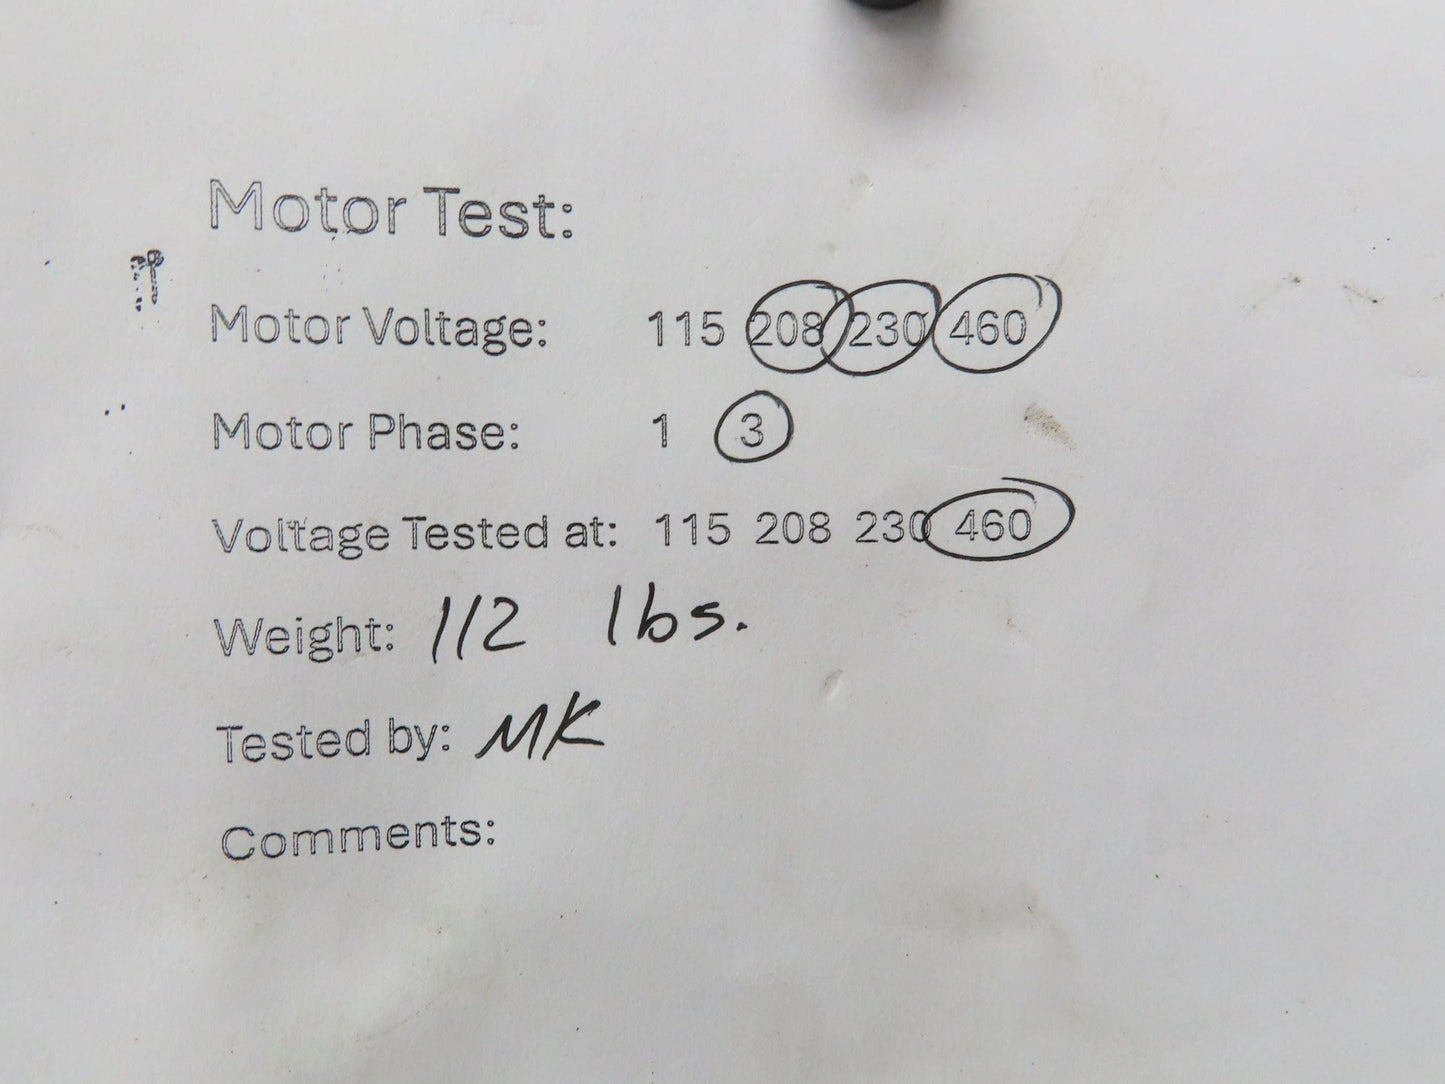 Motor Test:
Motor Voltage: 115 208 230 460
Motor Phase: 1 3
Voltage Tested at: 115 208 230 460
Weight: 112 lbs.
Tested by: MK
Comments: